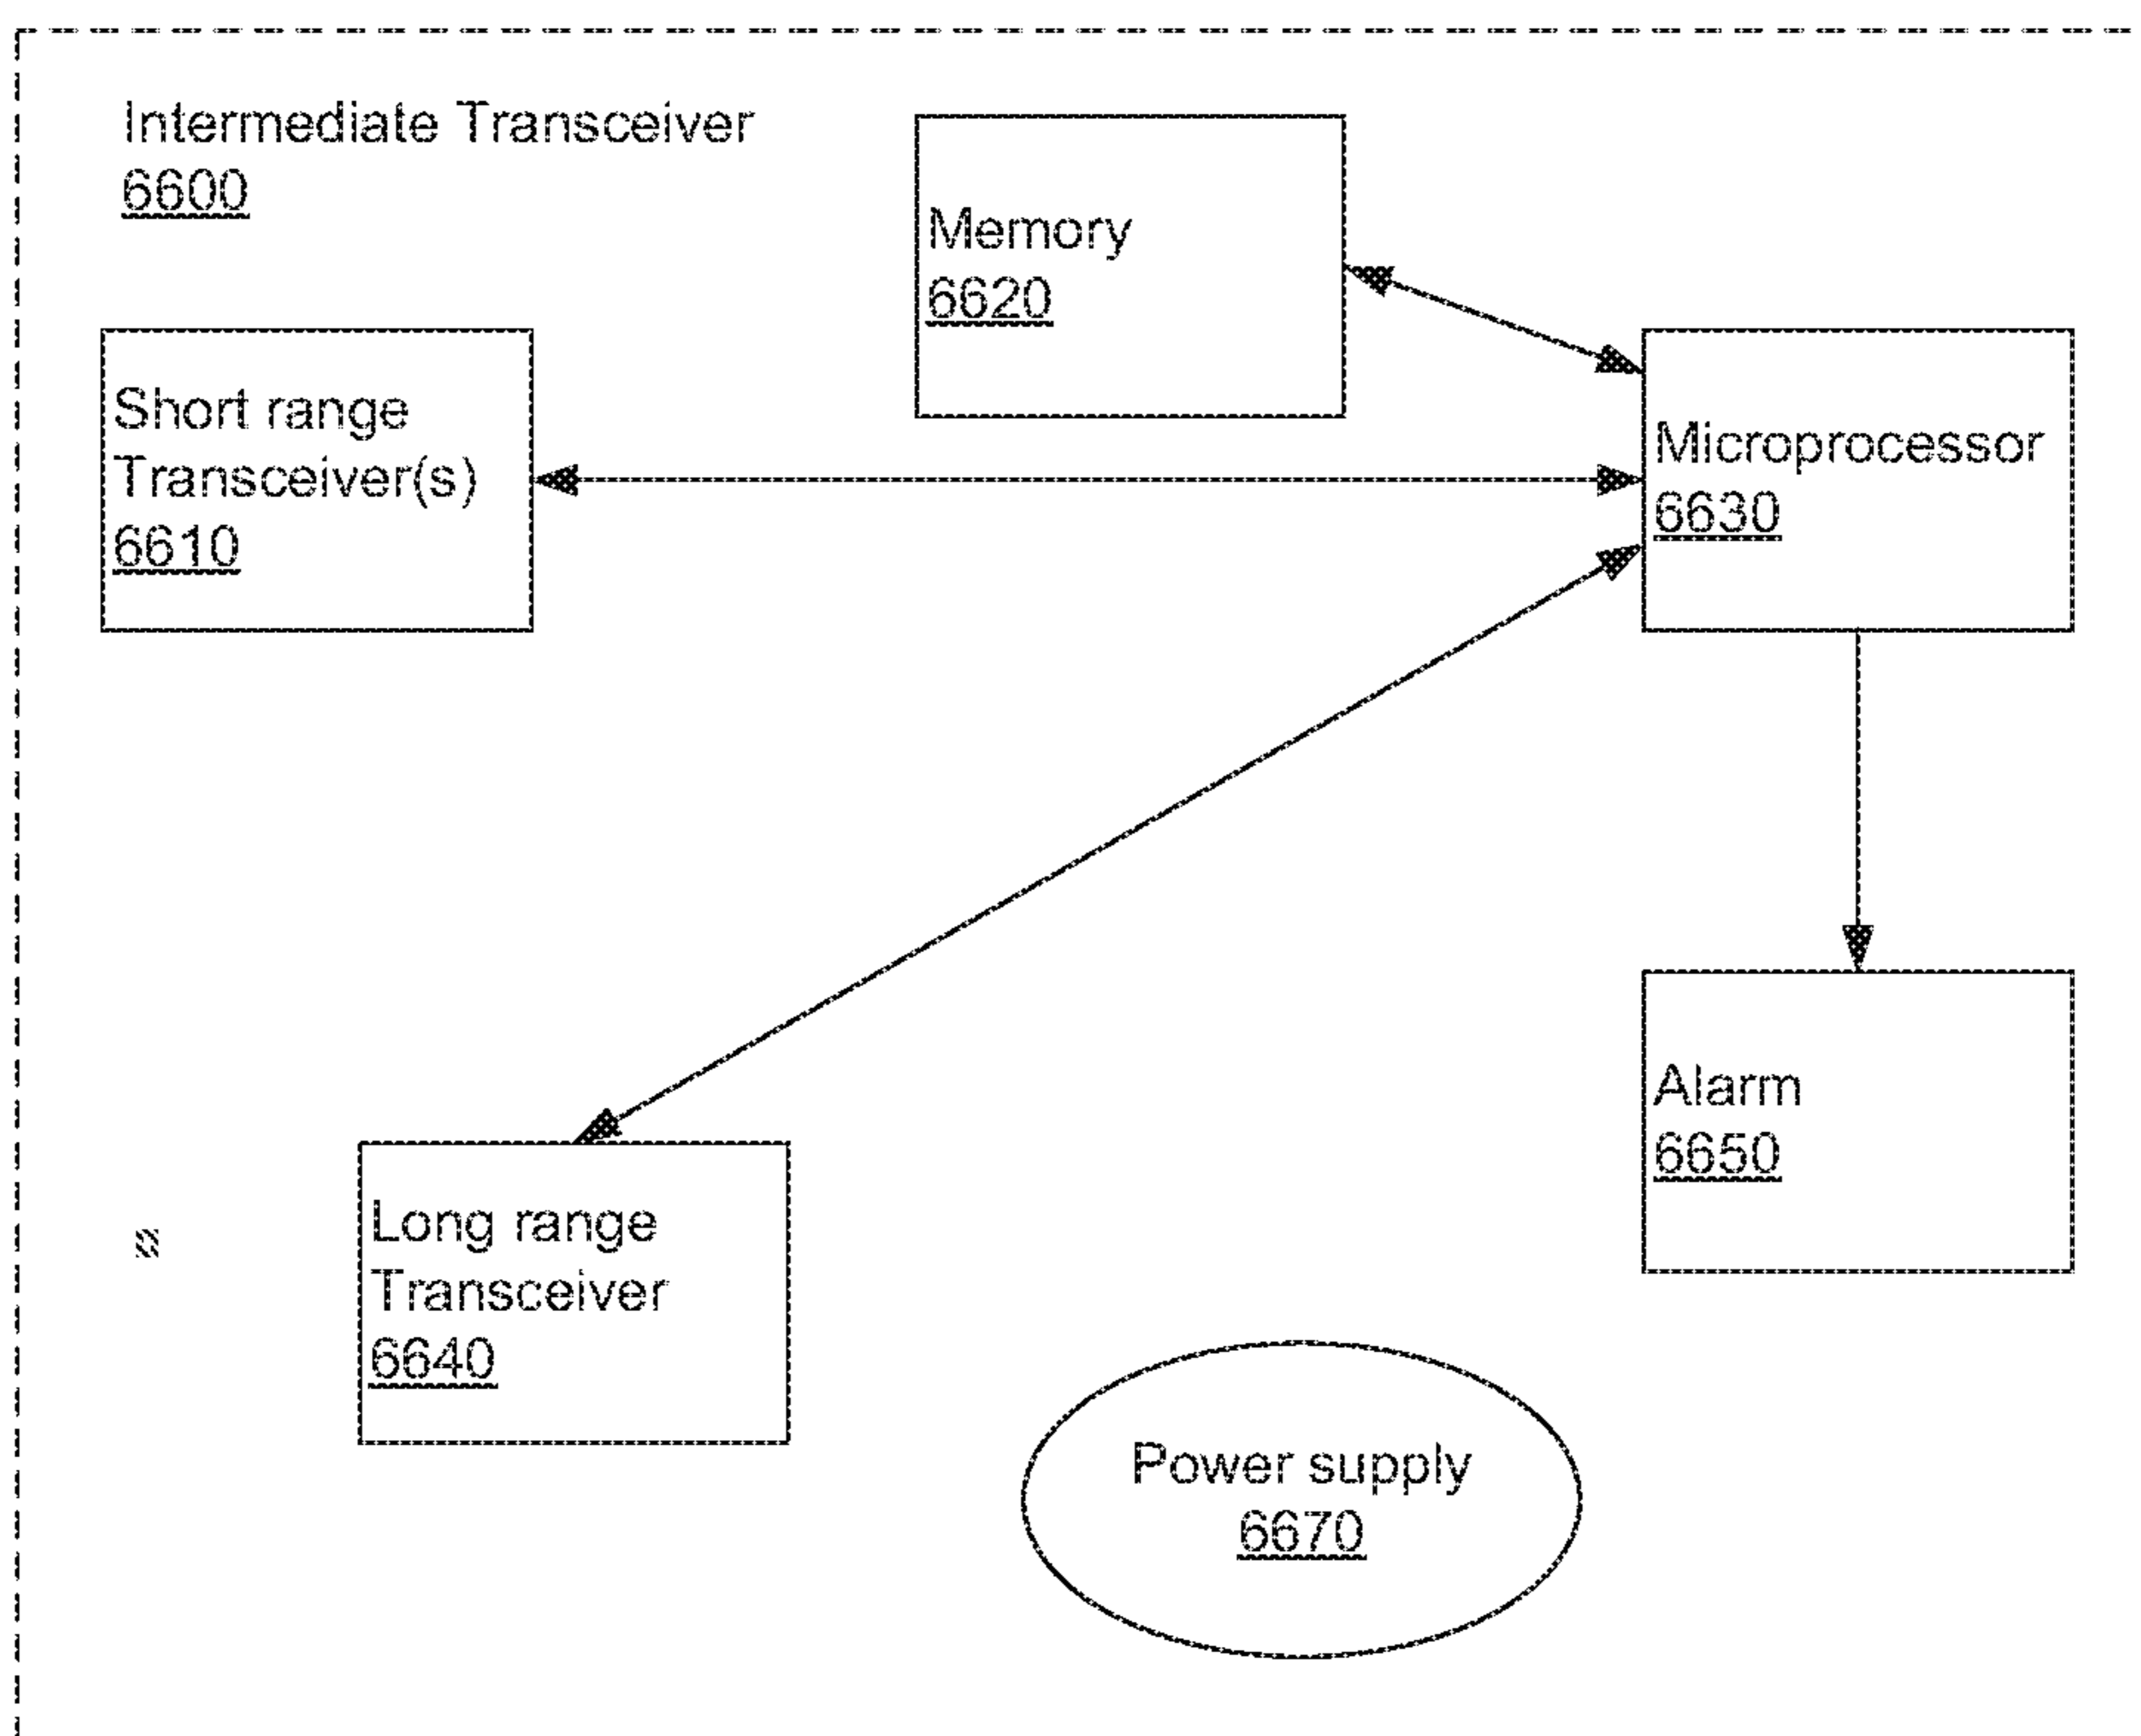 Intermediate Transceiver
6600
Memory
6620
Short range
Transceiver(s)
6610
Microprocessor
6630
Alarm
6650
Long range
Transceiver
6640
Power supply
6670